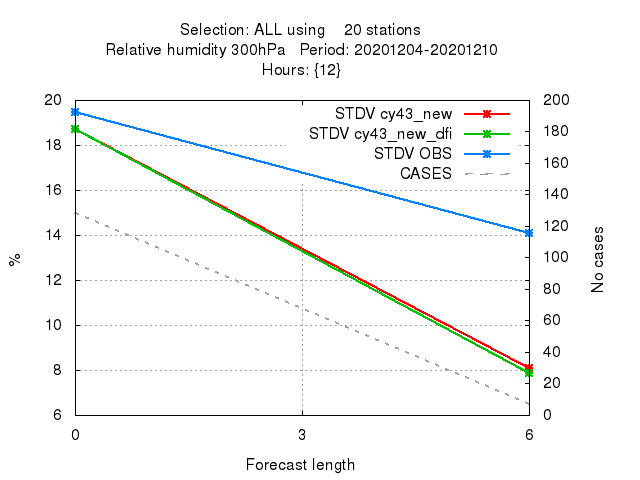 Selection: ALL using    20 stations
Relative humidity 300hPa   Period: 20201204-20201210
Hours: {12}
STDV cy43_new
STDV cy43_new_dfi
STDV OBS
CASES
20
18
16
14
12
10
8
6
%
200
180
160
140
120
100
80
60
40
20
0
No cases
0 3 6
Forecast length